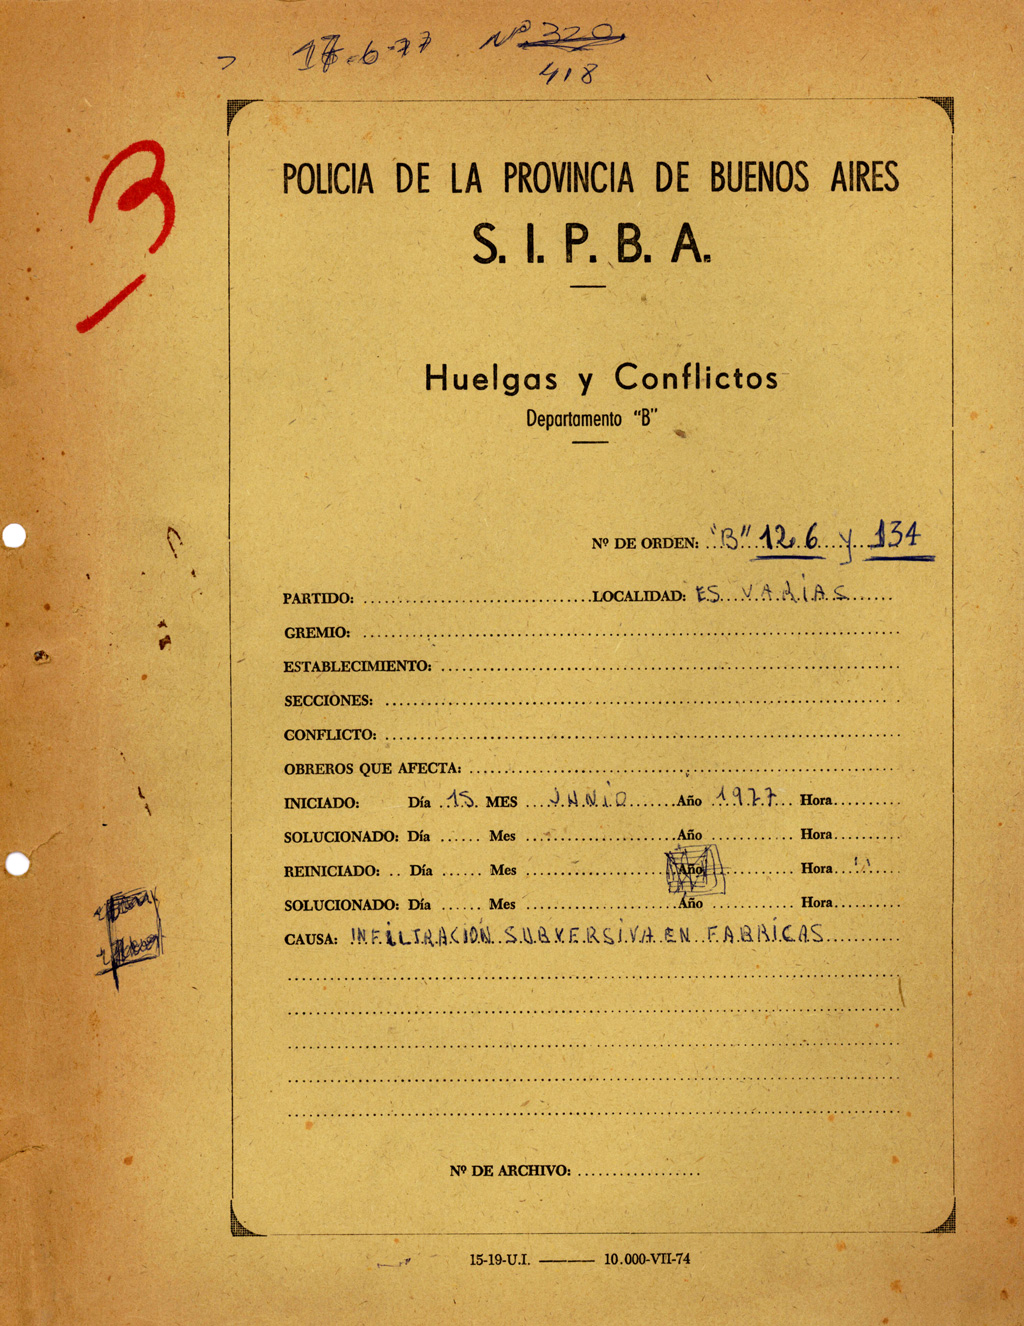 17-6-77 Nº 320
418
B
POLICIA DE LA PROVINCIA DE BUENOS AIRES
S. I. P. B. A.
Huelgas y Conflictos
Departamento "B"
Nº DE ORDEN: "B" 126 y 134
PARTIDO: LOCALIDAD: ES VARIAS
GREMIO:
ESTABLECIMIENTO:
SECCIONES:
CONFLICTO:
OBREROS QUE AFECTA:
INICIADO: Día 15 MES JUNIO Año 1977 Hora
SOLUCIONADO: Día Mes Año Hora
REINICIADO: Día Mes Año Hora
SOLUCIONADO: Día Mes Año Hora
CAUSA: INFILTRACION SUBVERSIVA EN FABRICAS
Nº DE ARCHIVO:
15-19-U.I. — 10.000-VII-74